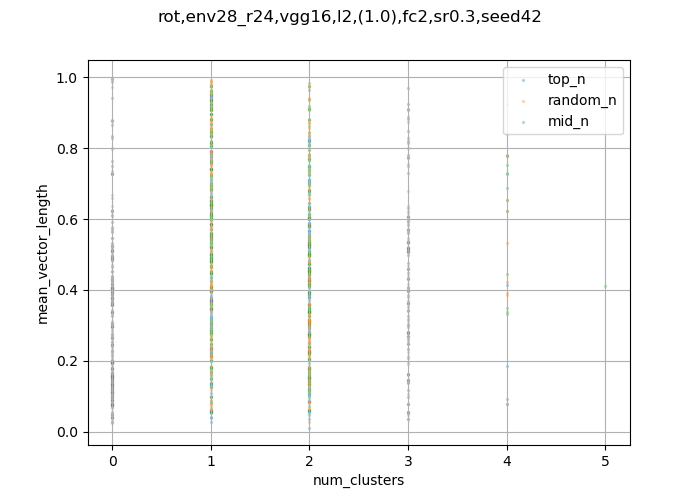 rot,env28_r24,vgg16,l2,(1.0),fc2,sr0.3,seed42
top_n
random_n
mid_n
mean_vector_length
1.0
0.8
0.6
0.4
0.2
0.0
0 1 2 3 4 5
num_clusters